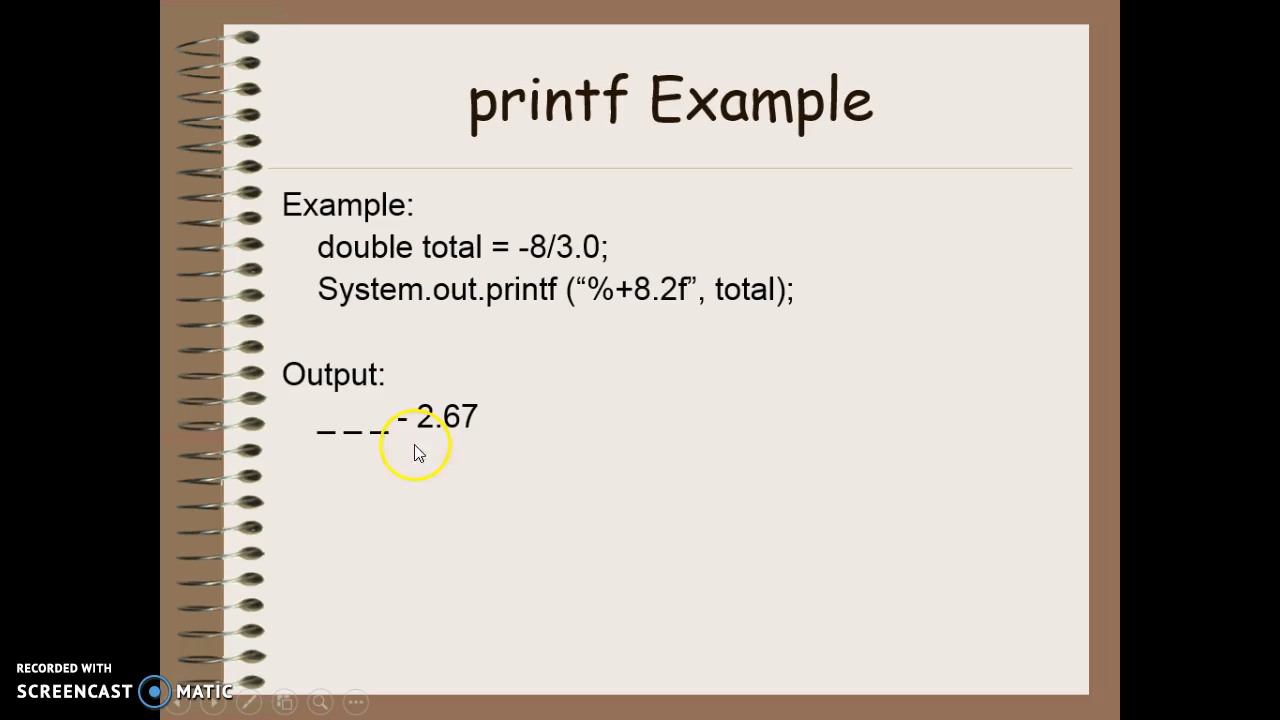 printf Example
Example:
double total = -8/3.0;
System.out.printf (“%+8.2f”, total);
Output:
_ _ _ - 2.67
RECORDED WITH
SCREENCAST MATIC